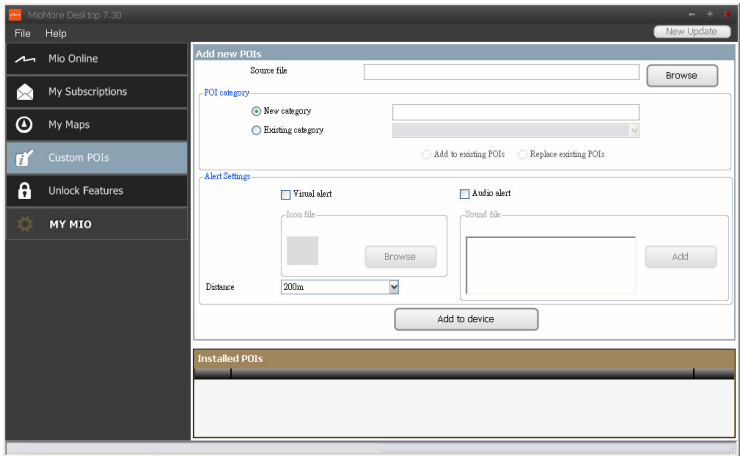 MioMore Desktop 7.30
File Help
New Update
Mio Online
My Subscriptions
My Maps
Custom POIs
Unlock Features
MY MIO
Add new POIs
Source file
Browse
POI category
New category
Existing category
Add to existing POIs Replace existing POIs
Alert Settings
Visual alert Audio alert
Icon file Sound file
Browse Add
Distance 200m
Add to device
Installed POIs